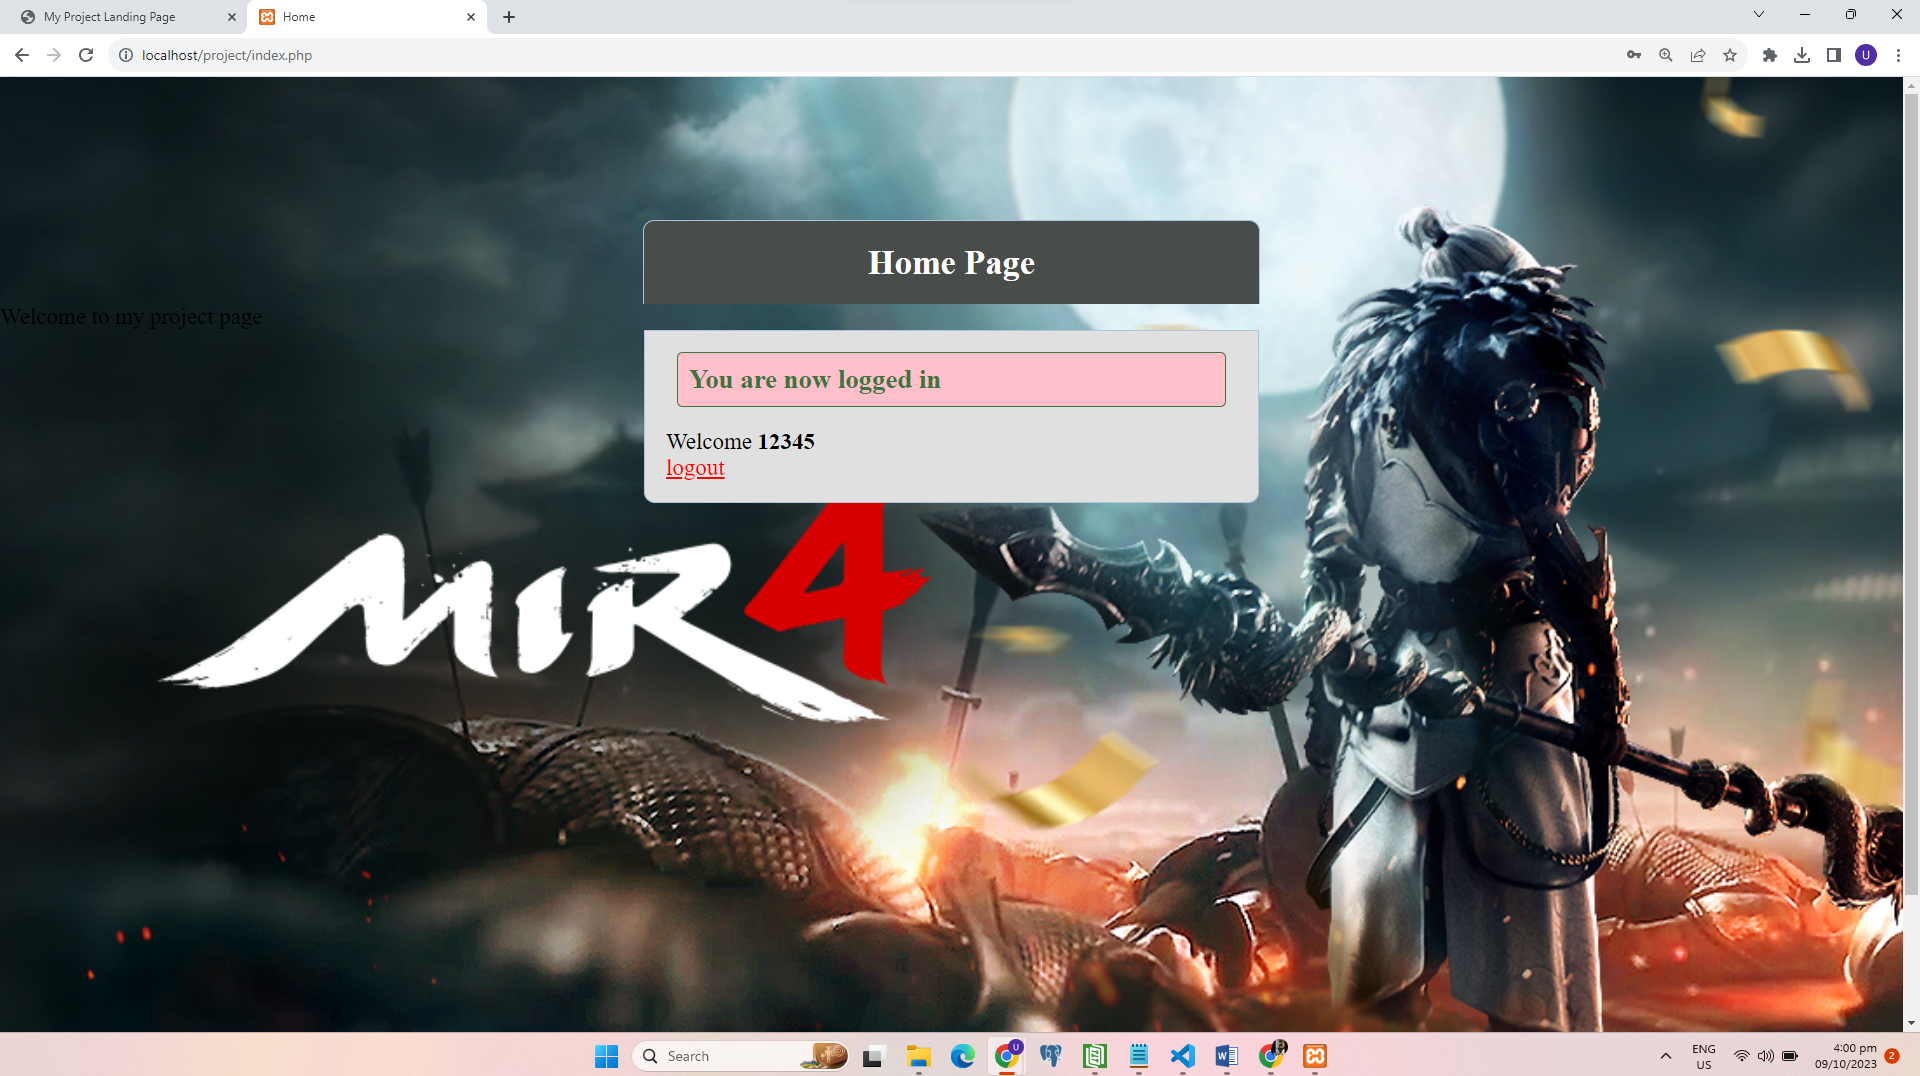 My Project Landing Page
Home
localhost/project/index.php
U
Home Page
Welcome to my project page
You are now logged in
Welcome 12345
logout
MIR4
Search
U
ENG
US
4:00 pm
09/10/2023
2